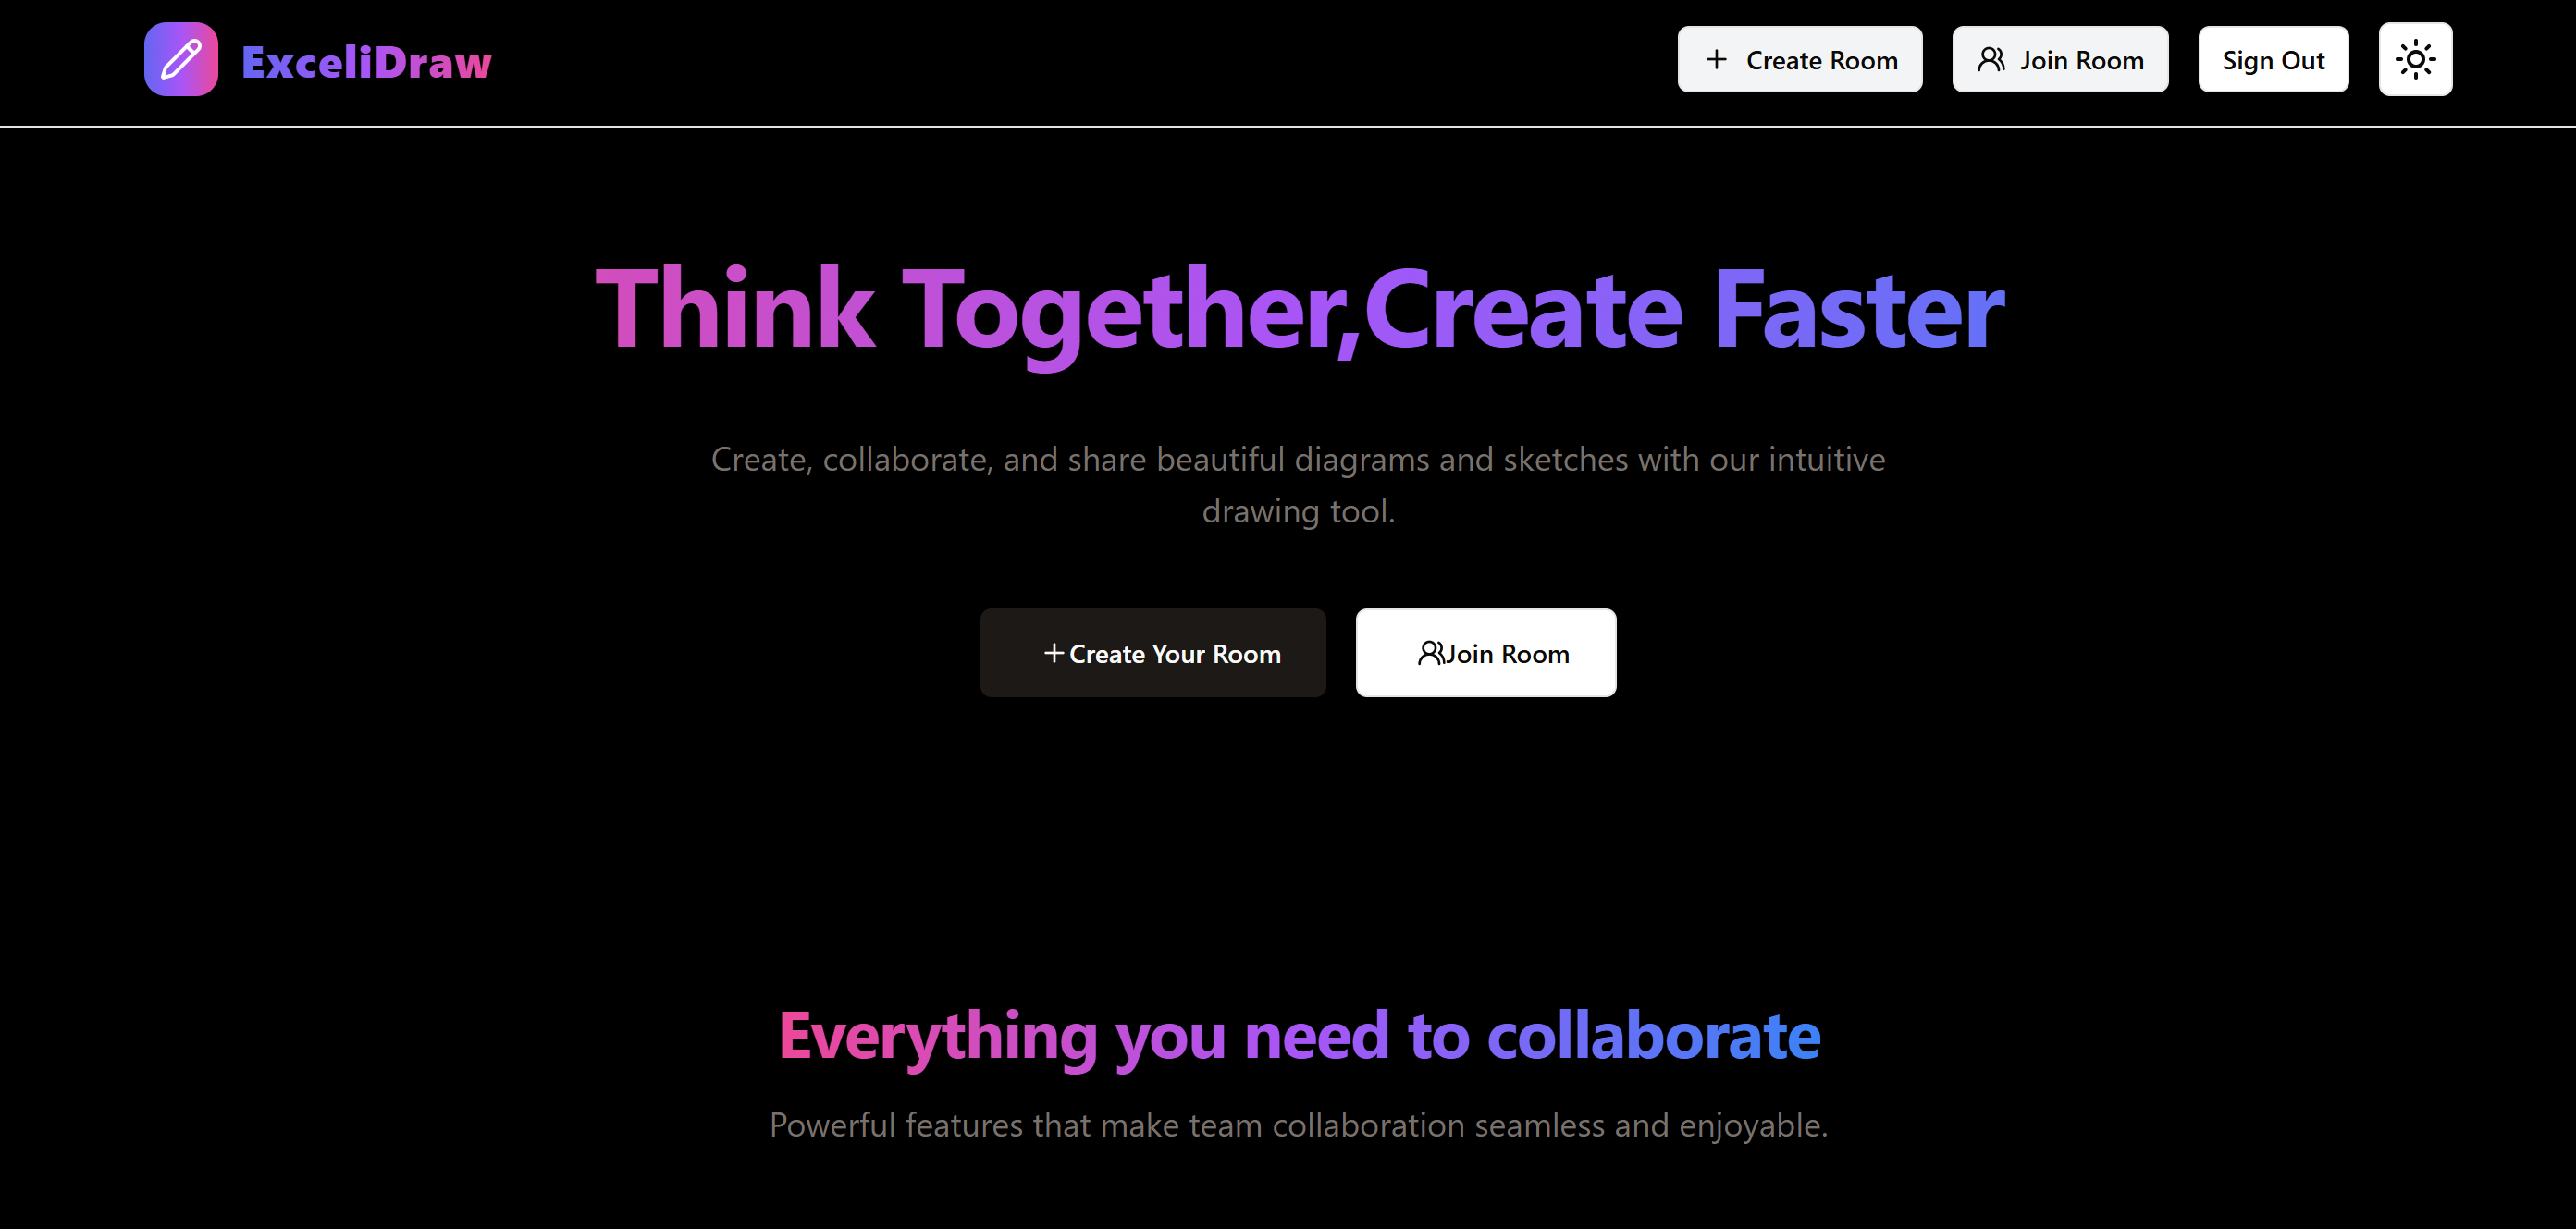 ExceliDraw
Create Room
Join Room
Sign Out
Think Together,Create Faster
Create, collaborate, and share beautiful diagrams and sketches with our intuitive
drawing tool.
Create Your Room
Join Room
Everything you need to collaborate
Powerful features that make team collaboration seamless and enjoyable.